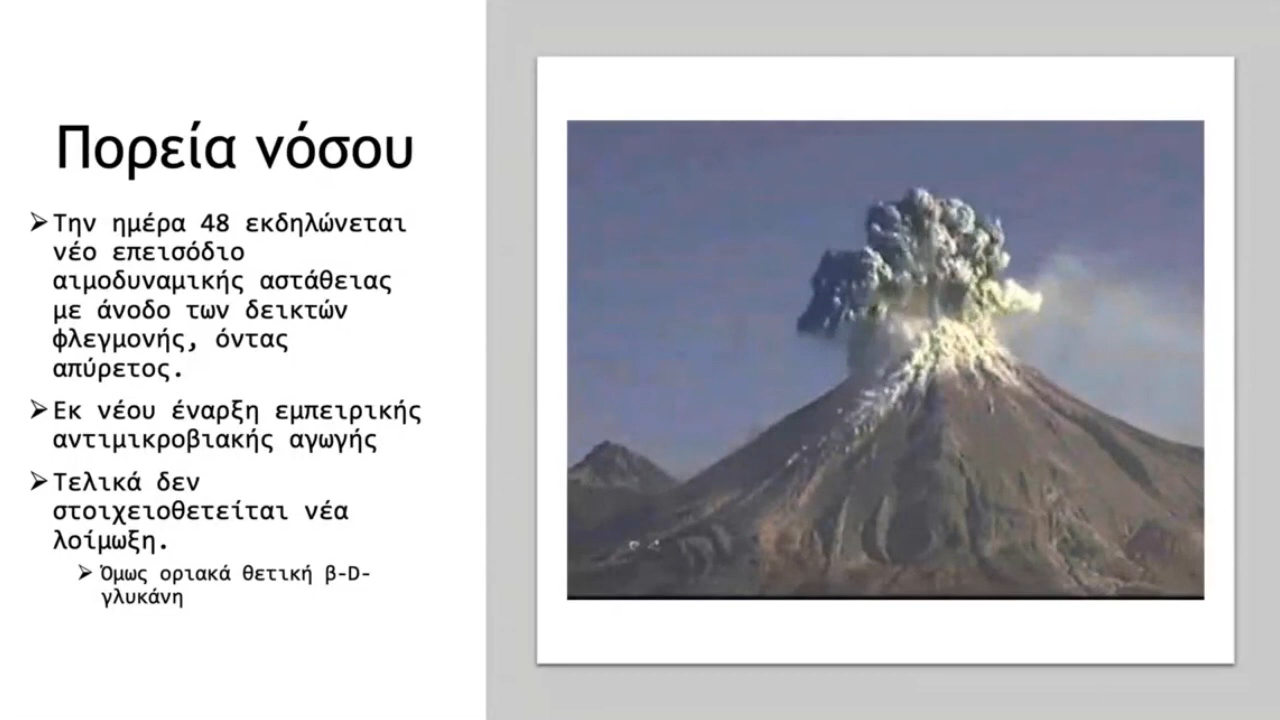 Πορεία νόσου
➢Την ημέρα 48 εκδηλώνεται
νέο επεισόδιο
αιμοδυναμικής αστάθειας
με άνοδο των δεικτών
φλεγμονής, όντας
απύρετος.
➢Εκ νέου έναρξη εμπειρικής
αντιμικροβιακής αγωγής
➢Τελικά δεν
στοιχειοθετείται νέα
λοίμωξη.
➢Όμως οριακά θετική β-D-
γλυκάνη